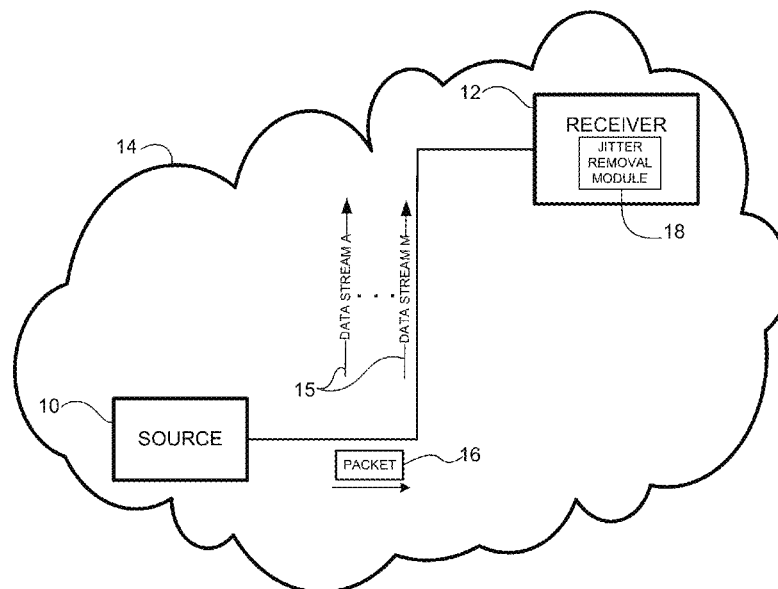 12
RECEIVER
JITTER
REMOVAL
MODULE
18
14
DATA STREAM A
DATA STREAM M
15
10
SOURCE
PACKET
16